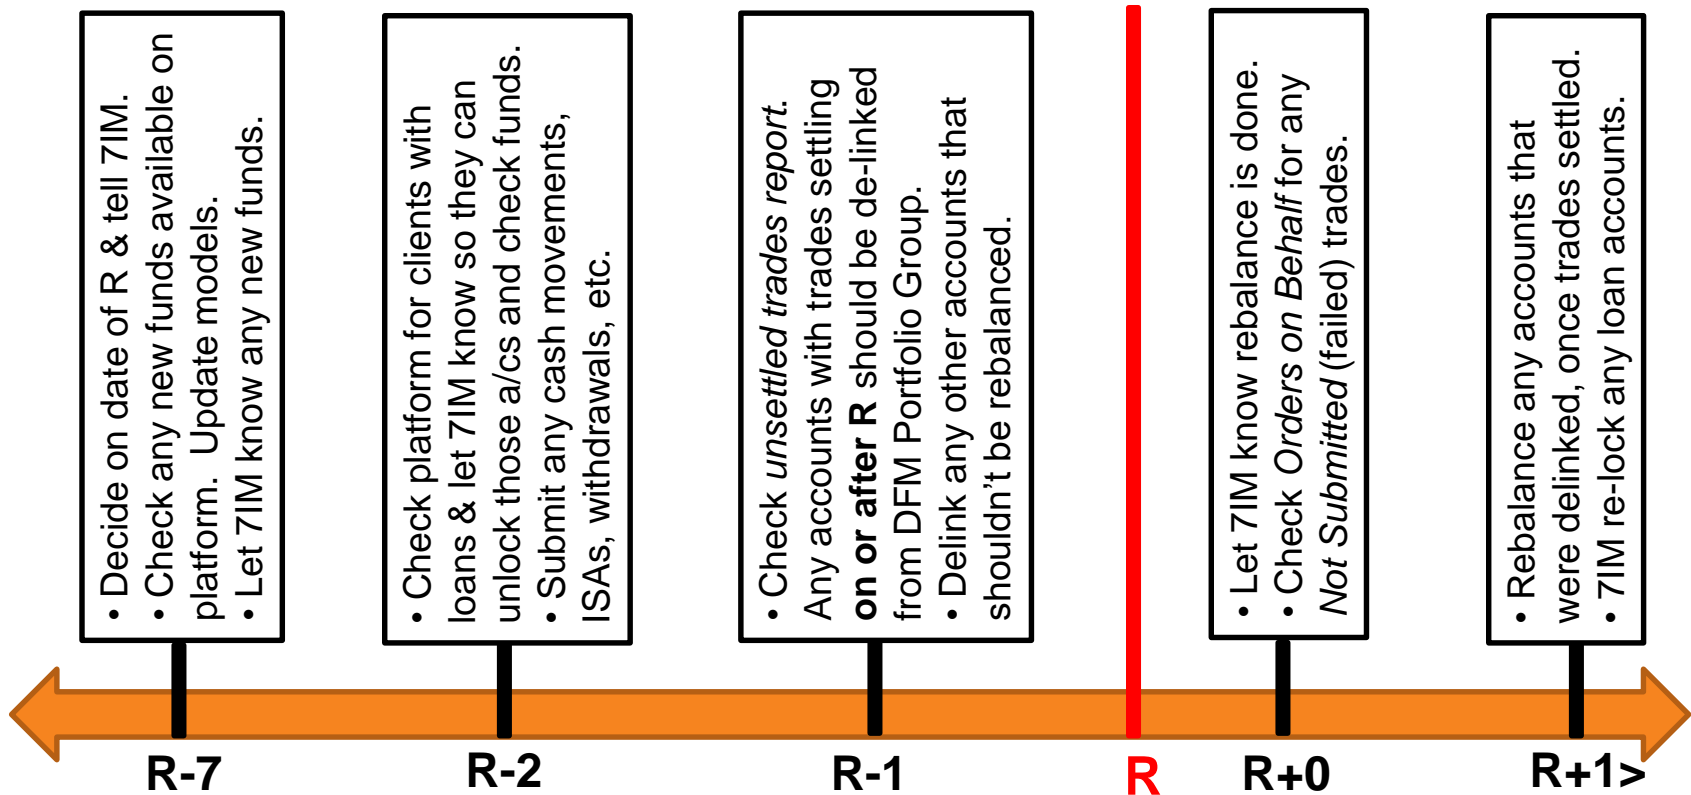 • Decide on date of R & tell 7IM.
• Check any new funds available on
platform.  Update models.
• Let 7IM know any new funds.
R-7
• Check platform for clients with
loans & let 7IM know so they can
unlock those a/cs and check funds.
• Submit any cash movements,
ISAs, withdrawals, etc.
R-2
• Check unsettled trades report.
Any accounts with trades settling
on or after R should be de-linked
from DFM Portfolio Group.
• Delink any other accounts that
shouldn't be rebalanced.
R-1
R
• Let 7IM know rebalance is done.
• Check Orders on Behalf for any
Not Submitted (failed) trades.
R+0
• Rebalance any accounts that
were delinked, once trades settled.
• 7IM re-lock any loan accounts.
R+1>